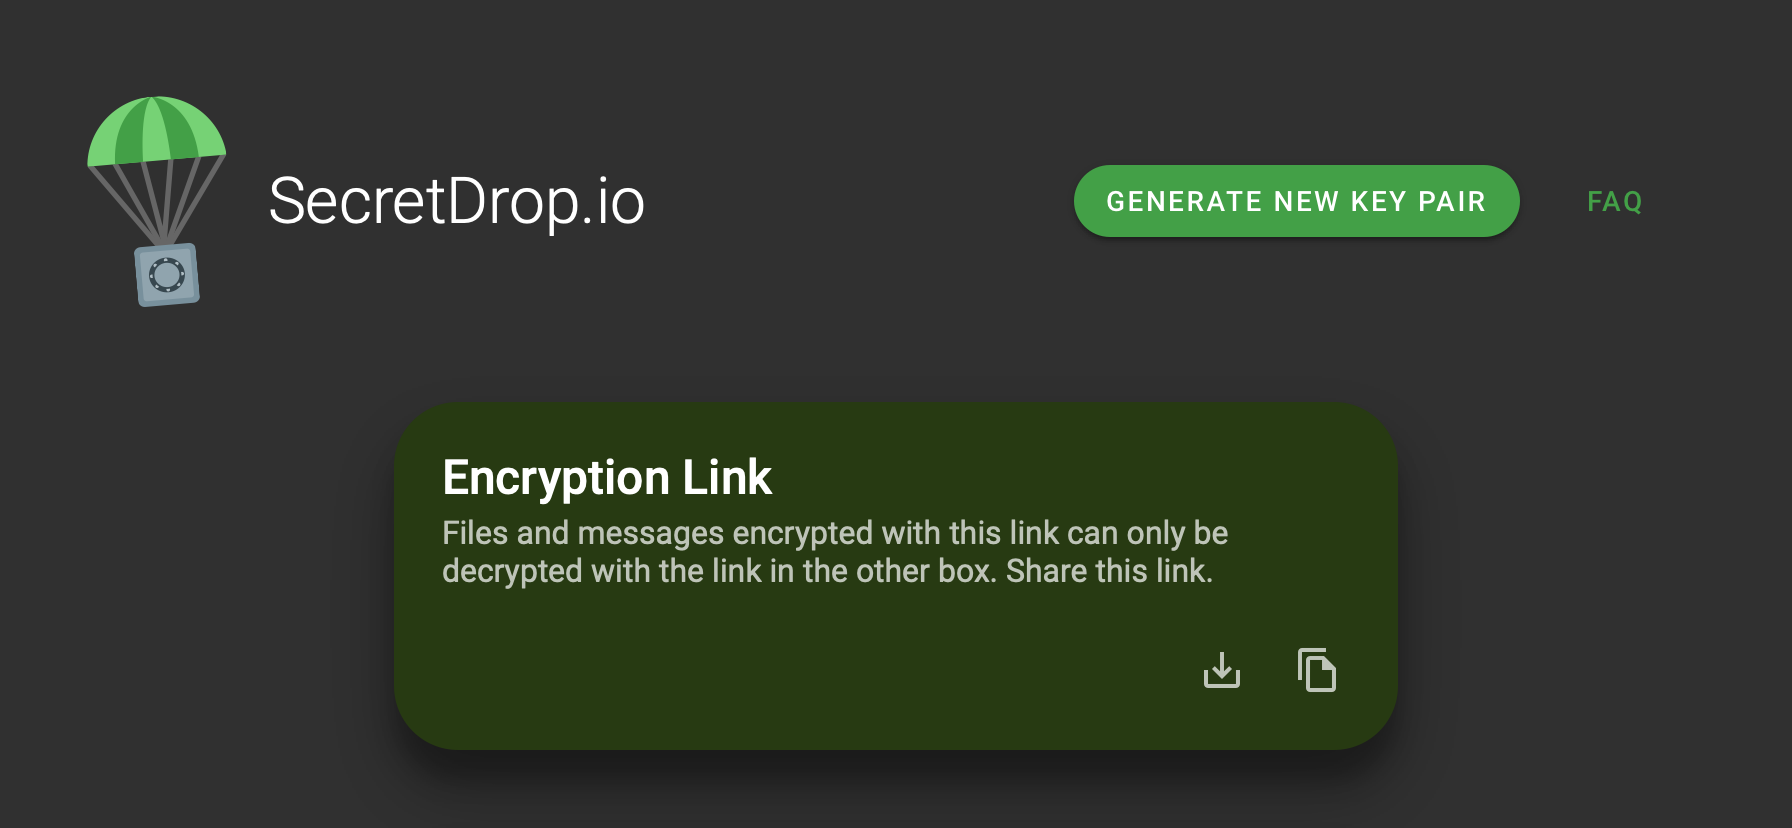 SecretDrop.io
GENERATE NEW KEY PAIR
FAQ
Encryption Link
Files and messages encrypted with this link can only be
decrypted with the link in the other box. Share this link.